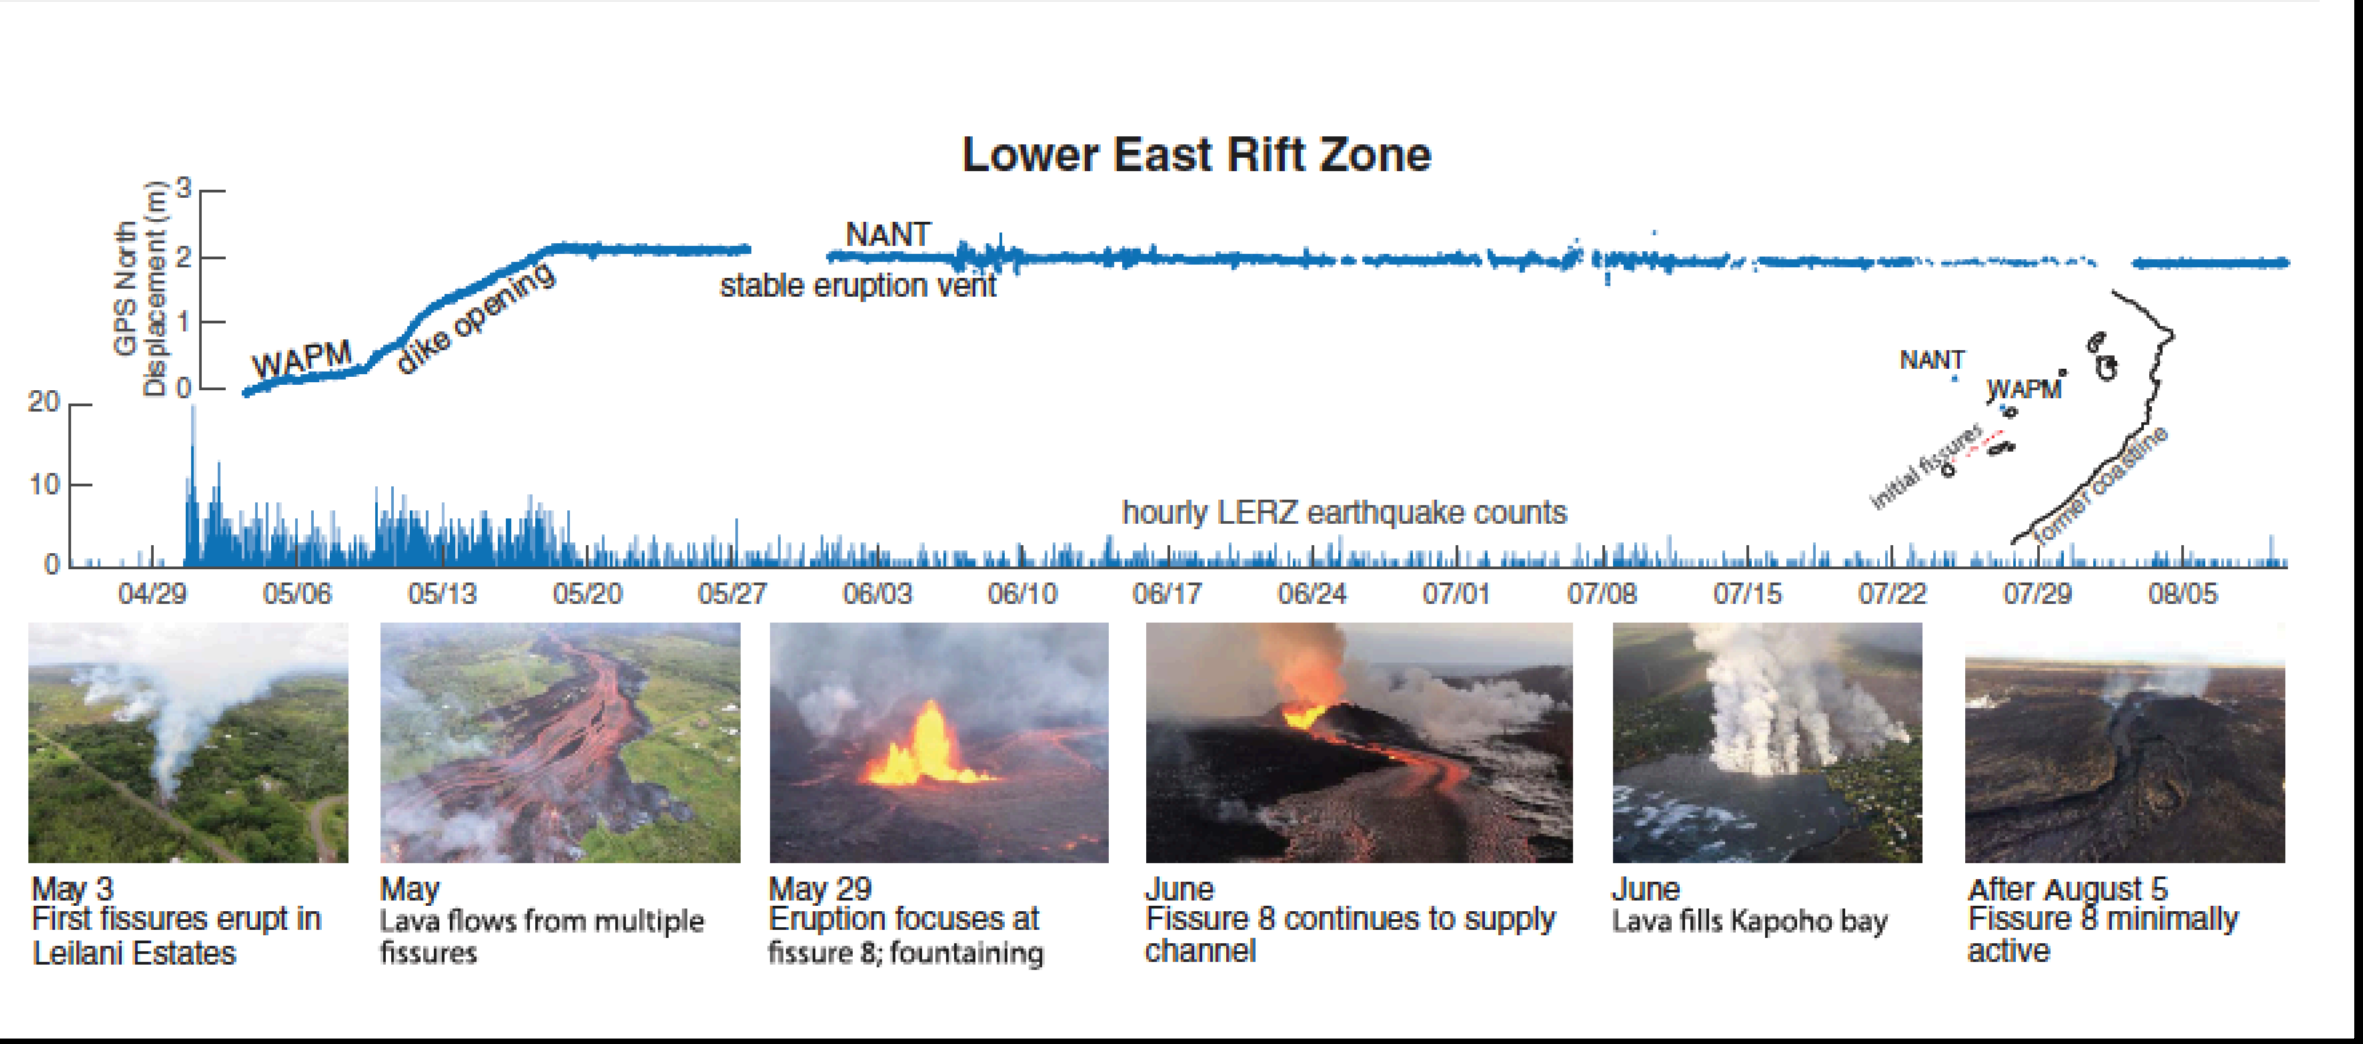 Lower East Rift Zone
GPS North
Displacement (m)
3
2
1
0
WAPM
dike opening
NANT
stable eruption vent
NANT
WAPM
initial fissures
former coastine
20
10
0
hourly LERZ earthquake counts
04/29 05/06 05/13 05/20 05/27 06/03 06/10 06/17 06/24 07/01 07/08 07/15 07/22 07/29 08/05
May 3
First fissures erupt in
Leilani Estates
May
Lava flows from multiple
fissures
May 29
Eruption focuses at
fissure 8; fountaining
June
Fissure 8 continues to supply
channel
June
Lava fills Kapoho bay
After August 5
Fissure 8 minimally
active